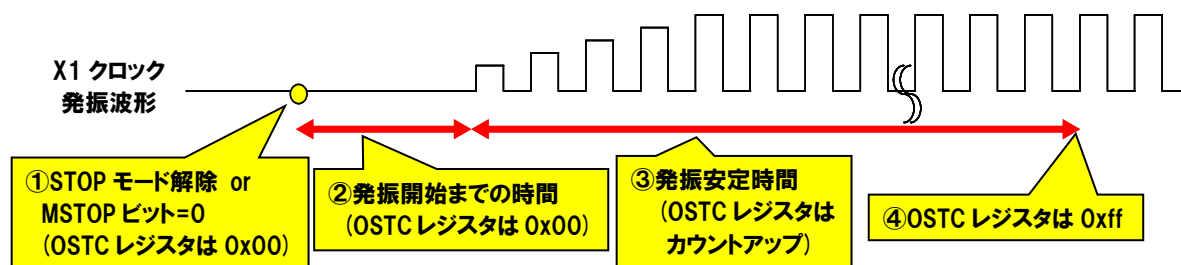 X1 クロック
発振波形
①STOP モード解除 or
MSTOP ビット=0
(OSTC レジスタは 0x00)
②発振開始までの時間
(OSTC レジスタは 0x00)
③発振安定時間
(OSTC レジスタは
カウントアップ)
④OSTC レジスタは 0xff